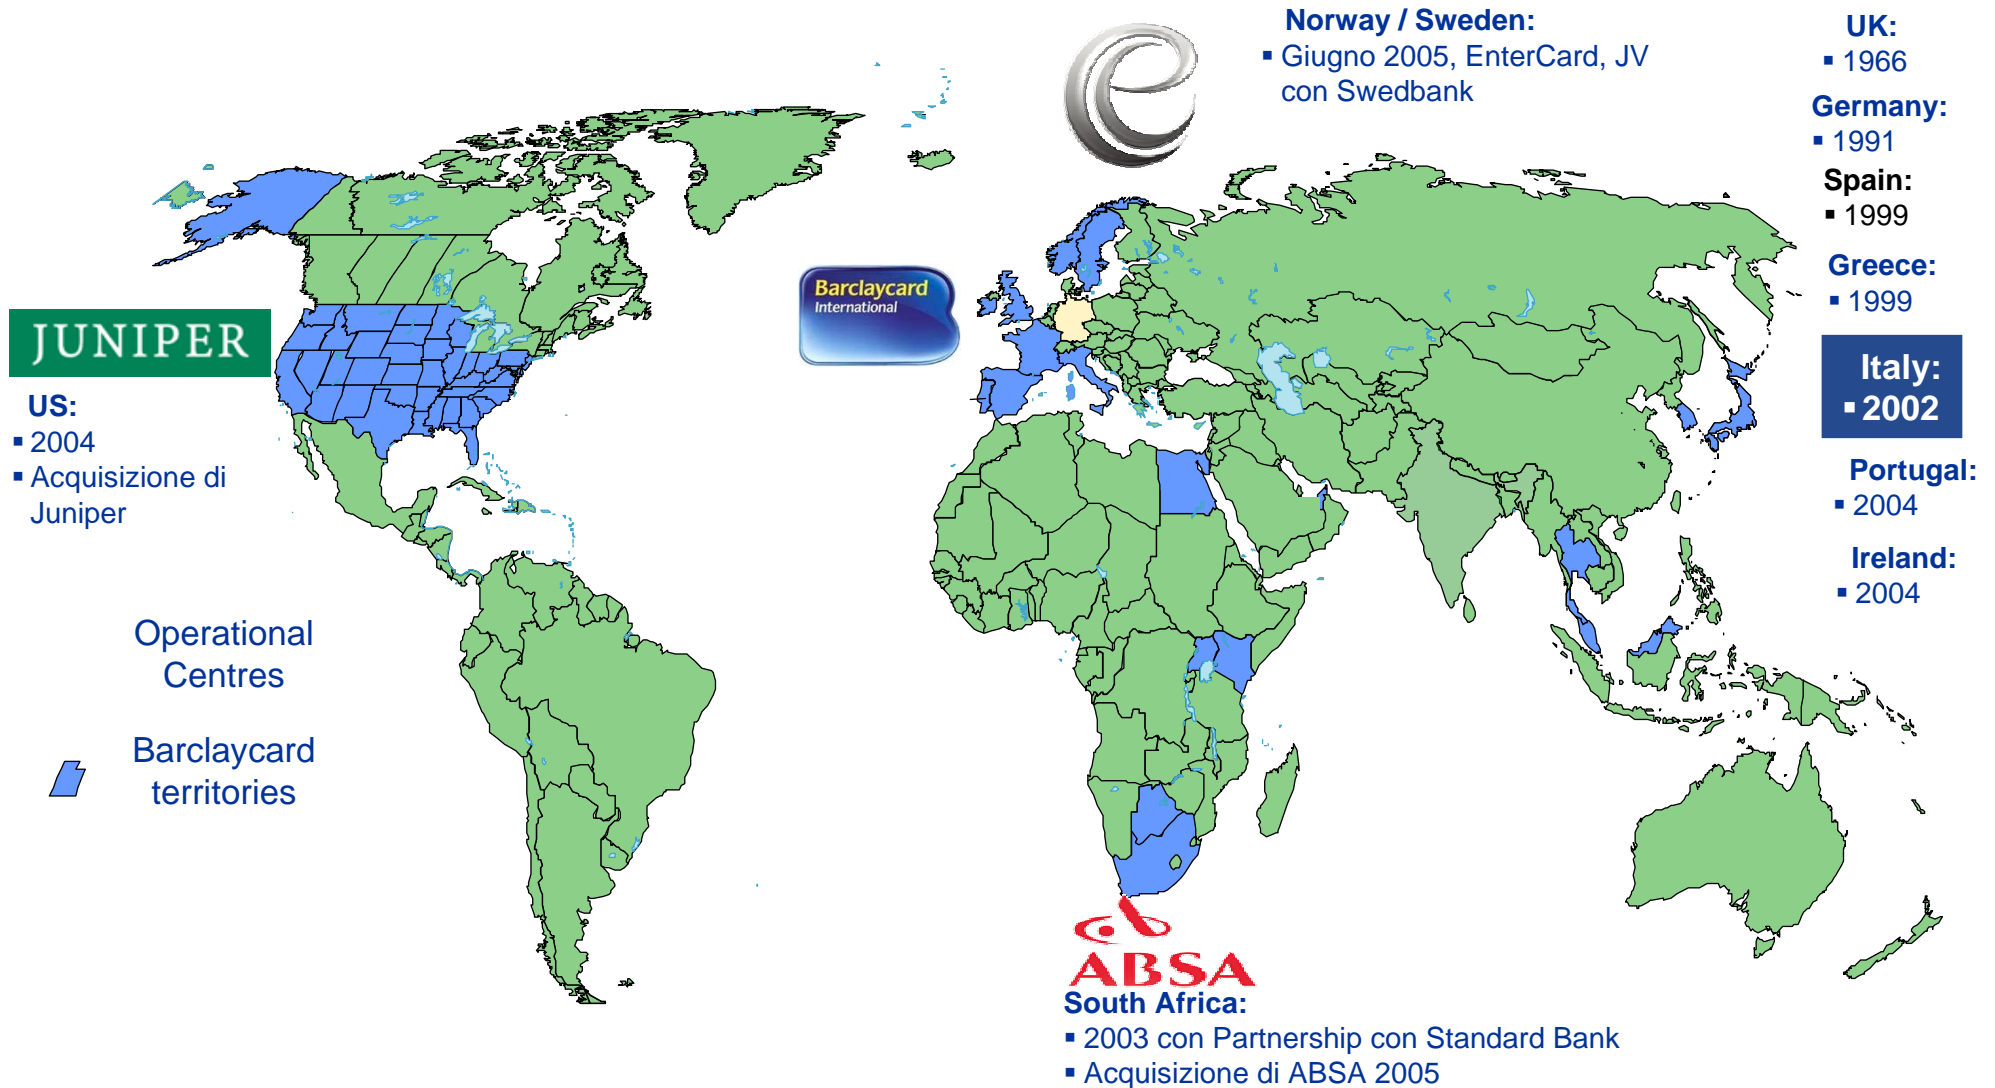 Norway / Sweden:
▪ Giugno 2005, EnterCard, JV
con Swedbank
UK:
▪ 1966
Germany:
▪ 1991
Spain:
▪ 1999
Greece:
▪ 1999
Italy:
▪ 2002
Portugal:
▪ 2004
Ireland:
▪ 2004
Barclaycard
International
JUNIPER
US:
▪ 2004
▪ Acquisizione di
Juniper
Operational
Centres
Barclaycard
territories
ABSA
South Africa:
▪ 2003 con Partnership con Standard Bank
▪ Acquisizione di ABSA 2005